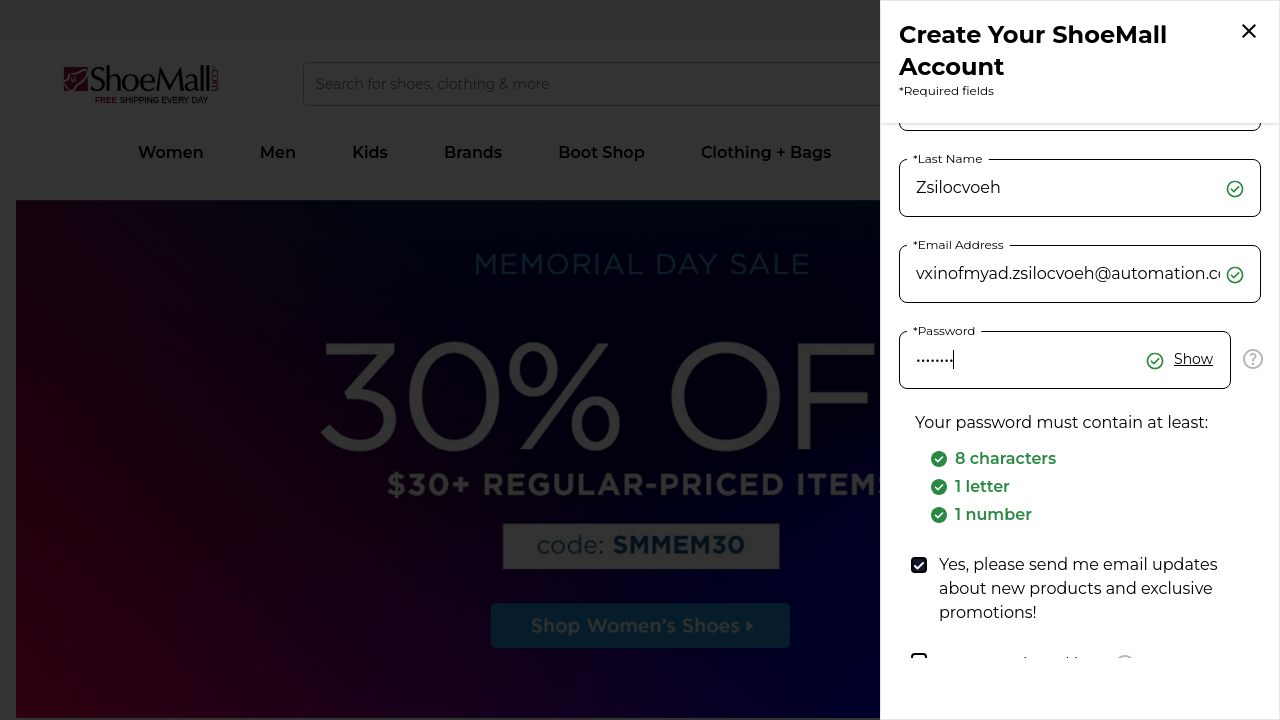 Create Your ShoeMall
Account
*Required fields
ShoeMall.com
FREE SHIPPING EVERY DAY
Search for shoes, clothing & more
Women
Men
Kids
Brands
Boot Shop
Clothing + Bags
MEMORIAL DAY SALE
30% OF
$30+ REGULAR-PRICED ITEMS
code: SMMEM30
Shop Women's Shoes
*Last Name
Zsilocvoeh
*Email Address
vxinofmyad.zsilocvoeh@automation.co
*Password
•••••••• Show
Your password must contain at least:
8 characters
1 letter
1 number
Yes, please send me email updates
about new products and exclusive
promotions!